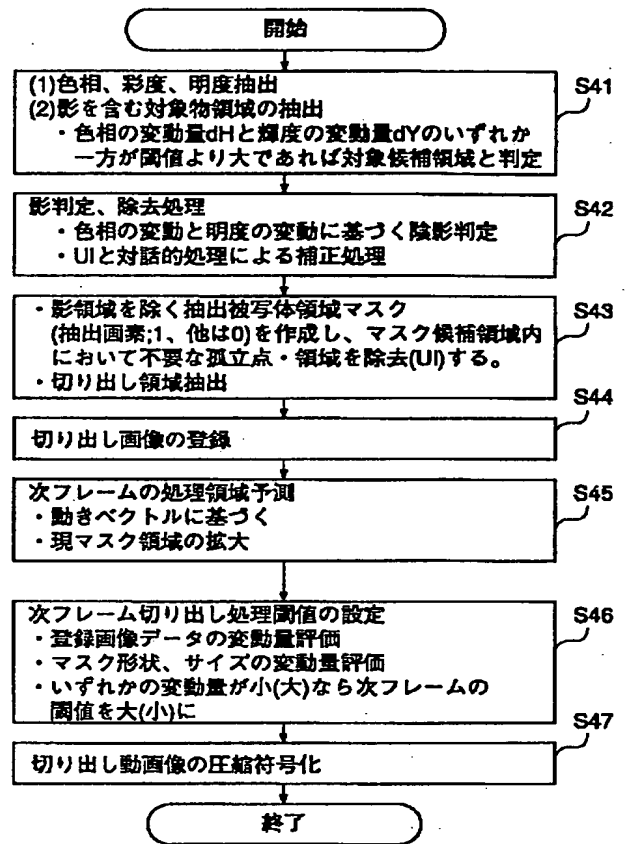 開始
(1)色相、彩度、明度抽出
(2)影を含む対象物領域の抽出
・色相の変動量dHと輝度の変動量dYのいずれか
一方が閾値より大であれば対象候補領域と判定
S41
影判定、除去処理
・色相の変動と明度の変動に基づく陰影判定
・UIと対話的処理による補正処理
S42
・影領域を除く抽出被写体領域マスク
(抽出画素;1、他は0)を作成し、マスク候補領域内
において不要な孤立点・領域を除去(UI)する。
・切り出し領域抽出
S43
切り出し画像の登録
S44
次フレームの処理領域予測
・動きベクトルに基づく
・現マスク領域の拡大
S45
次フレーム切り出し処理閾値の設定
・登録画像データの変動量評価
・マスク形状、サイズの変動量評価
・いずれかの変動量が小(大)なら次フレームの
閾値を大(小)に
S46
切り出し動画像の圧縮符号化
S47
終了